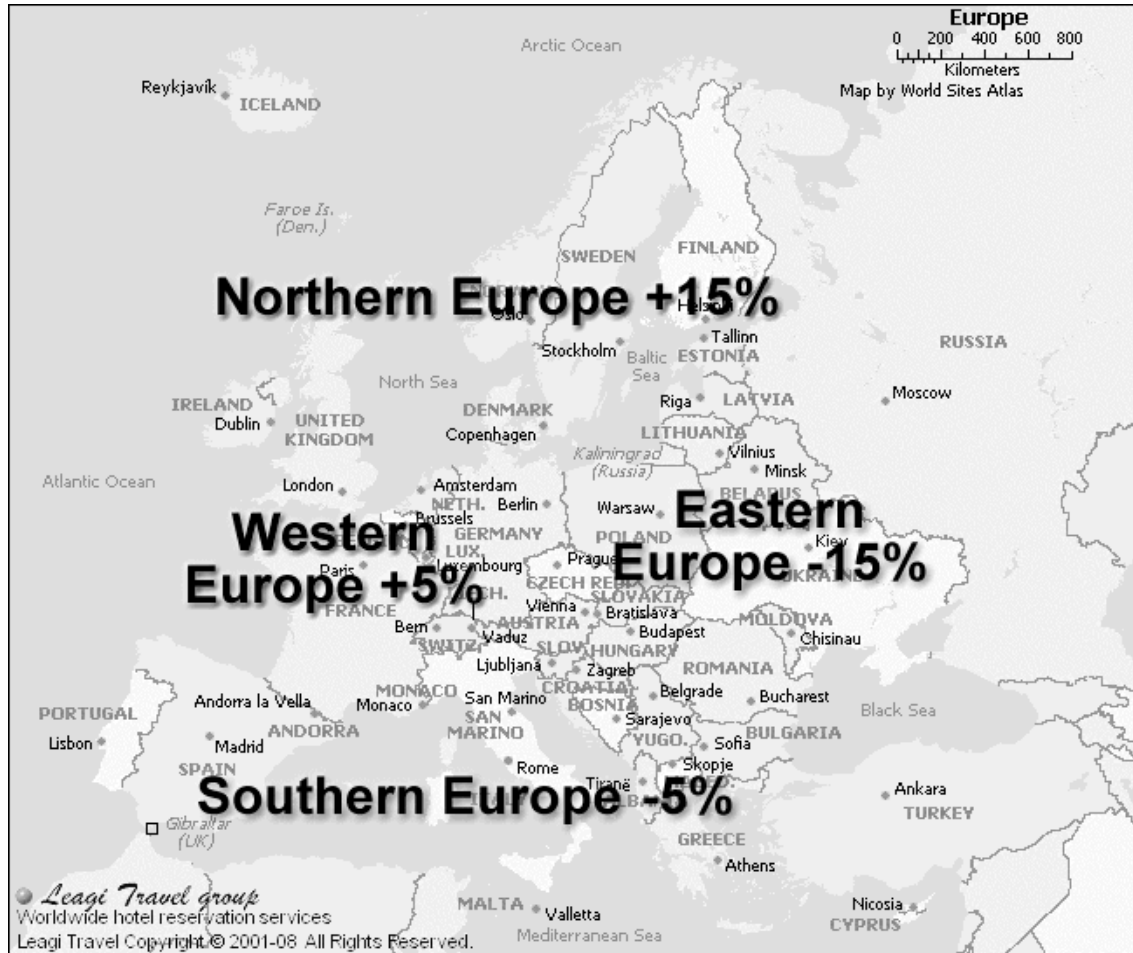 Europe
0 200 400 600 800
Kilometers
Map by World Sites Atlas
Arctic Ocean
Reykjavík
ICELAND
Faroe Is.
(Den.)
SWEDEN
FINLAND
Northern Europe +15%
Oslo
Helsinki
Stockholm
Tallinn
Baltic
Sea
ESTONIA
RUSSIA
North Sea
Moscow
Riga
LATVIA
IRELAND
Dublin
UNITED
KINGDOM
DENMARK
Copenhagen
LITHUANIA
Vilnius
Kaliningrad
(Russia)
Minsk
BELARUS
Atlantic Ocean
London
Amsterdam
NETH.
Berlin
Warsaw
Brussels
GERMANY
POLAND
Western
Europe +5%
Eastern
Europe -15%
Kiev
UKRAINE
LUX.
Luxembourg
Paris
Prague
CZECH REP.
SLOVAKIA
FRANCE
Vienna
Bratislava
AUSTRIA
MOLDOVA
Chisinau
Bern
Vaduz
SWITZ.
Budapest
HUNGARY
SLOV.
Ljubljana
Zagreb
CROATIA
ROMANIA
MONACO
Monaco
San Marino
SAN
MARINO
BOSNIA
Belgrade
Bucharest
Black Sea
Andorra la Vella
ANDORRA
PORTUGAL
Lisbon
Madrid
SPAIN
Sarajevo
YUGO.
Sofia
BULGARIA
Skopje
Rome
Tiranë
Southern Europe -5%
Ankara
TURKEY
Gibraltar
(UK)
GREECE
Athens
MALTA
Valletta
Mediterranean Sea
Nicosia
CYPRUS
Leagi Travel group
Worldwide hotel reservation services
Leagi Travel Copyright © 2001-08 All Rights Reserved.